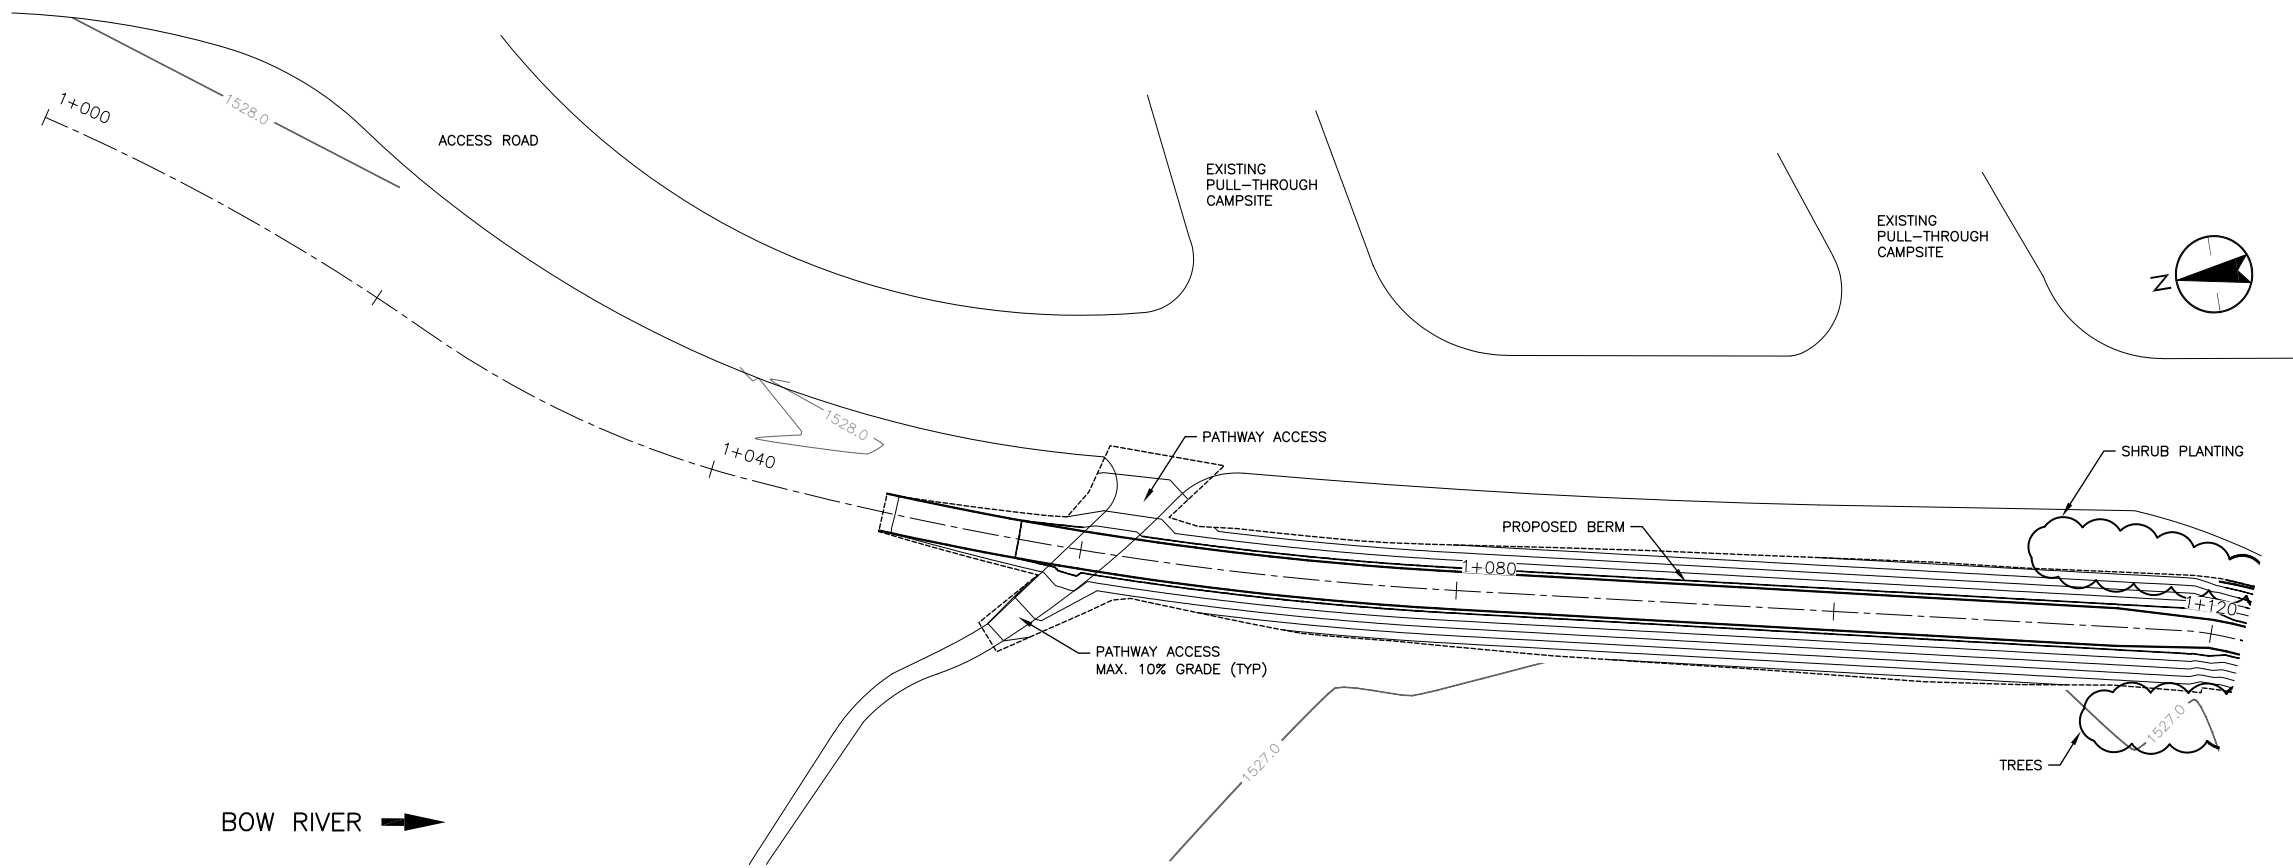 1+000
1528.0
ACCESS ROAD
EXISTING
PULL-THROUGH
CAMPSITE
EXISTING
PULL-THROUGH
CAMPSITE
N
1528.0
1+040
PATHWAY ACCESS
SHRUB PLANTING
PROPOSED BERM
1+080
1+120
PATHWAY ACCESS
MAX. 10% GRADE (TYP)
1527.0
1527.0
TREES
BOW RIVER